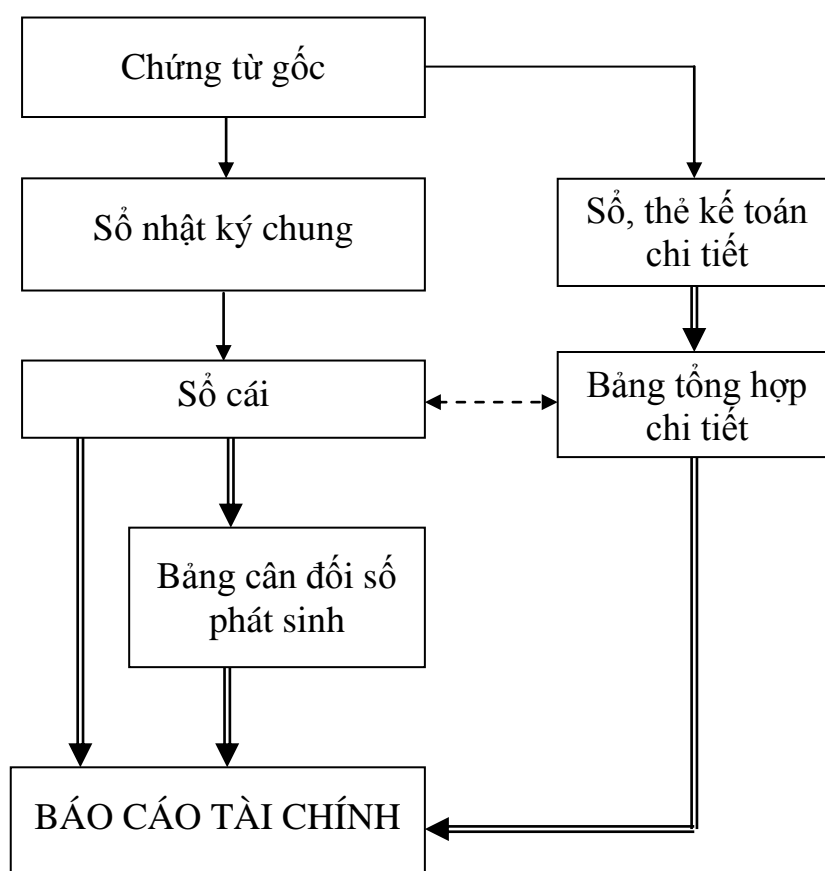 Chứng từ gốc
Sổ nhật ký chung
Sổ, thẻ kế toán
chi tiết
Sổ cái
Bảng tổng hợp
chi tiết
Bảng cân đối số
phát sinh
BÁO CÁO TÀI CHÍNH